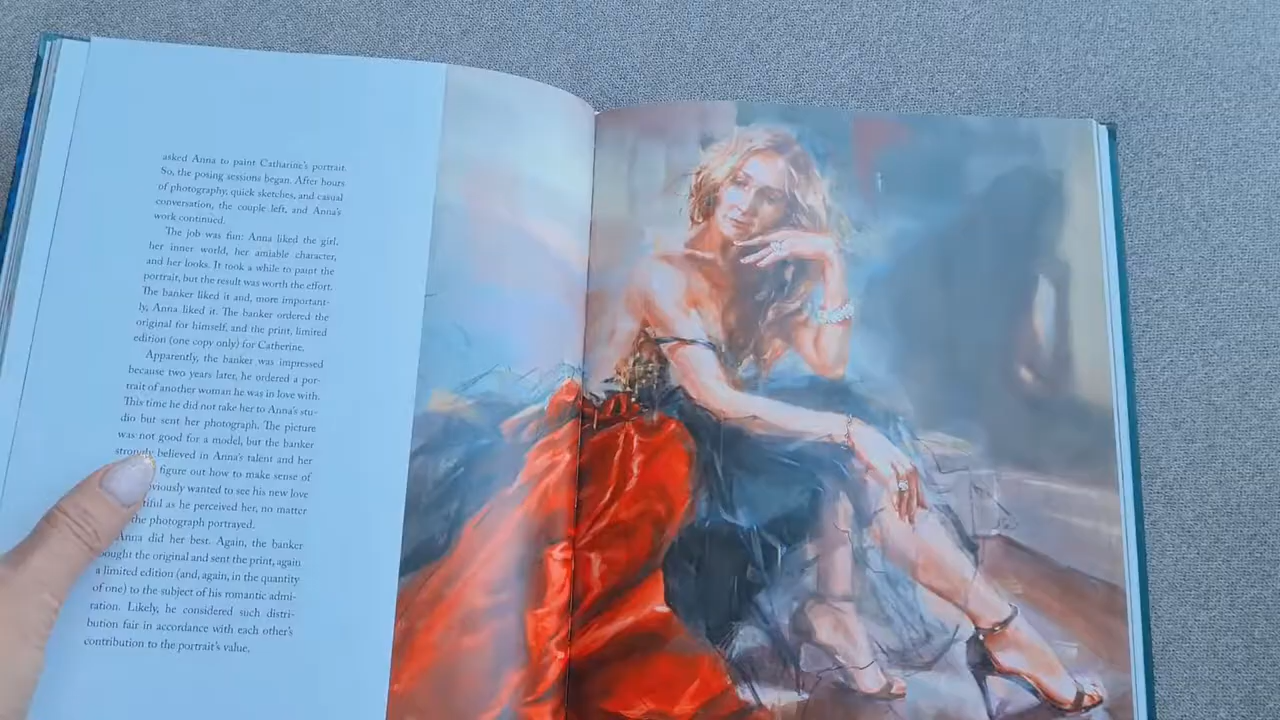 asked Anna to paint Catharine's portrait.
So, the posing sessions began. After hours
of photography, quick sketches, and casual
conversation, the couple left, and Anna's
work continued.
The job was fun: Anna liked the girl,
her inner world, her amiable character,
and her looks. It took a while to paint the
portrait, but the result was worth the effort.
The banker liked it and, more important-
ly, Anna liked it. The banker ordered the
original for himself, and the print, limited
edition (one copy only) for Catherine.
Apparently, the banker was impressed
because two years later, he ordered a por-
trait of another woman he was in love with.
This time he did not take her to Anna's stu-
dio but sent her photograph. The picture
was not good for a model, but the banker
strongly believed in Anna's talent and her
figure out how to make sense of
viously wanted to see his new love
tiful as he perceived her, no matter
the photograph portrayed.
Anna did her best. Again, the banker
bought the original and sent the print, again
a limited edition (and, again, in the quantity
of one) to the subject of his romantic admi-
ration. Likely, he considered such distri-
bution fair in accordance with each other's
contribution to the portrait's value.